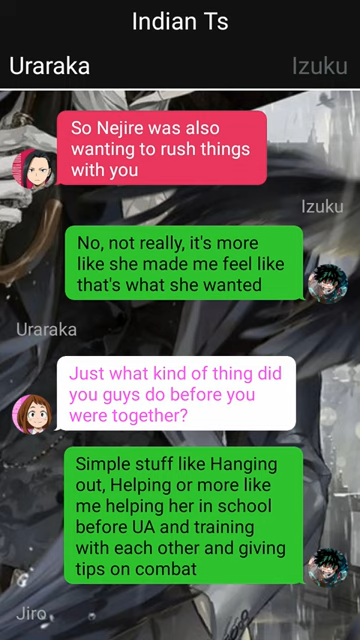 Indian Ts
Uraraka Izuku
So Nejire was also
wanting to rush things
with you
Izuku
No, not really, it's more
like she made me feel like
that's what she wanted
Uraraka
Just what kind of thing did
you guys do before you
were together?
Simple stuff like Hanging
out, Helping or more like
me helping her in school
before UA and training
with each other and giving
tips on combat
Jiro